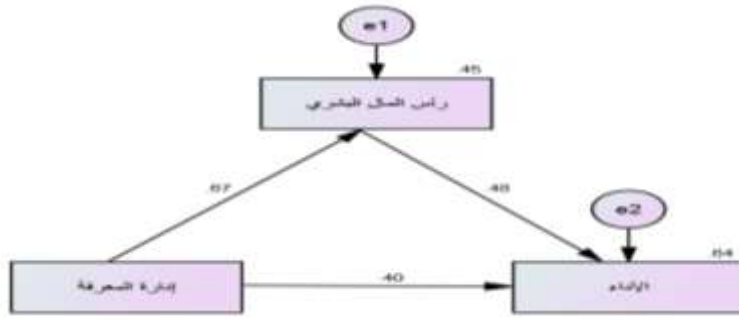 e1
.45
رأس المال البشري
.67
.48
e2
.64
إدارة المعرفة
.40
الأداء